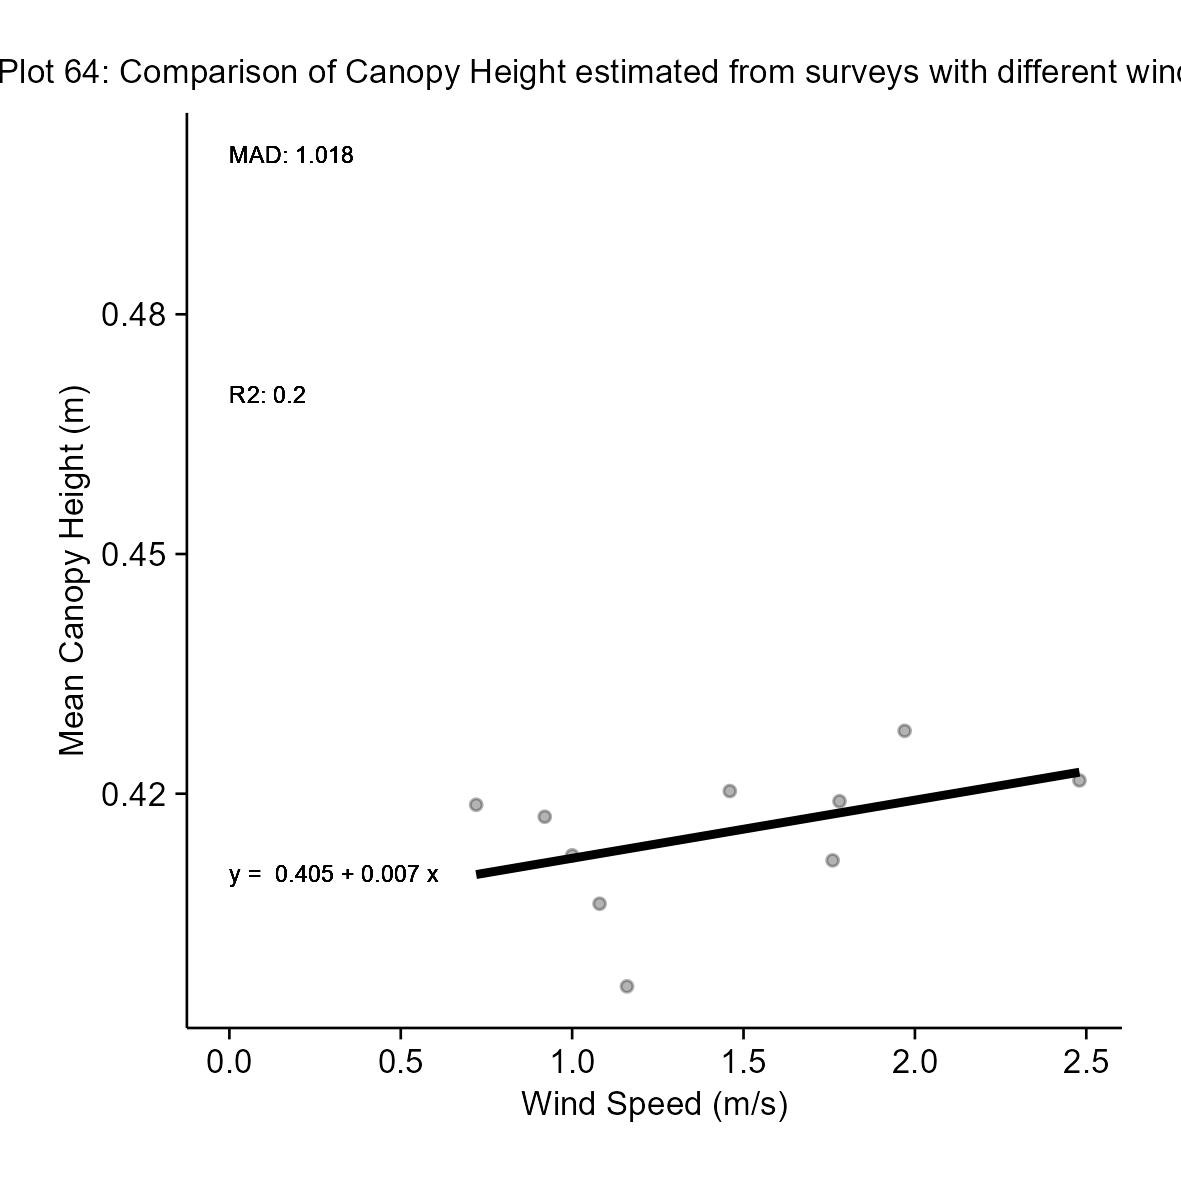 Plot 64: Comparison of Canopy Height estimated from surveys with different wind
MAD: 1.018
0.48
R2: 0.2
Mean Canopy Height (m)
0.45
0.42
y =  0.405 + 0.007 x
0.0 0.5 1.0 1.5 2.0 2.5
Wind Speed (m/s)